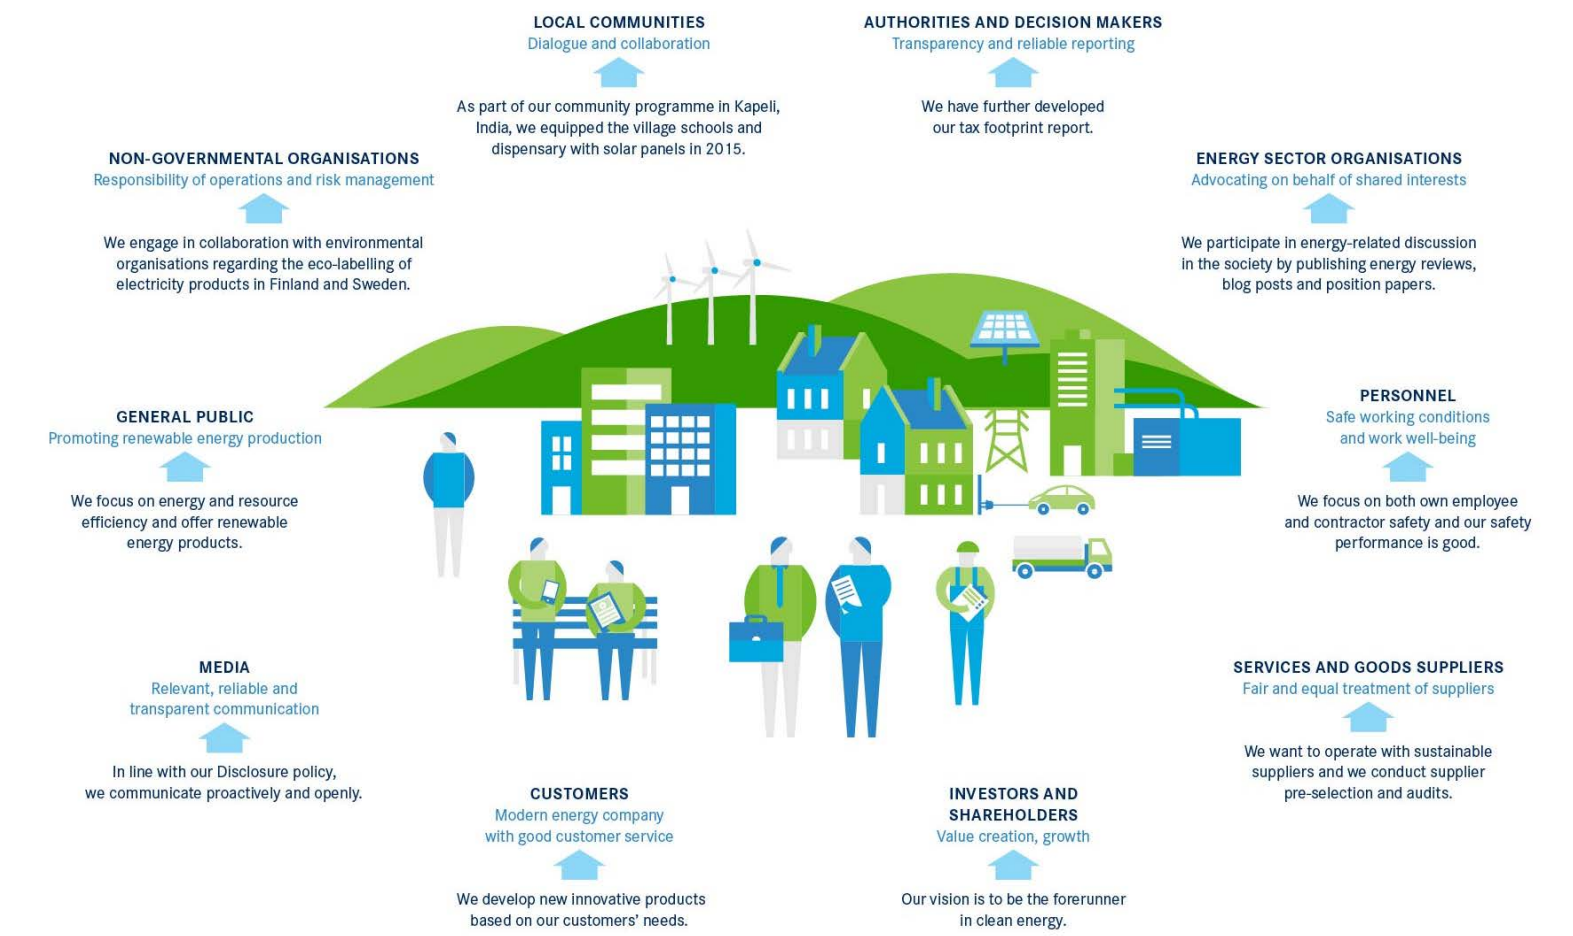 LOCAL COMMUNITIES
Dialogue and collaboration
As part of our community programme in Kapeli,
India, we equipped the village schools and
dispensary with solar panels in 2015.
AUTHORITIES AND DECISION MAKERS
Transparency and reliable reporting
We have further developed
our tax footprint report.
NON-GOVERNMENTAL ORGANISATIONS
Responsibility of operations and risk management
We engage in collaboration with environmental
organisations regarding the eco-labelling of
electricity products in Finland and Sweden.
ENERGY SECTOR ORGANISATIONS
Advocating on behalf of shared interests
We participate in energy-related discussion
in the society by publishing energy reviews,
blog posts and position papers.
GENERAL PUBLIC
Promoting renewable energy production
We focus on energy and resource
efficiency and offer renewable
energy products.
PERSONNEL
Safe working conditions
and work well-being
We focus on both own employee
and contractor safety and our safety
performance is good.
MEDIA
Relevant, reliable and
transparent communication
In line with our Disclosure policy,
we communicate proactively and openly.
SERVICES AND GOODS SUPPLIERS
Fair and equal treatment of suppliers
We want to operate with sustainable
suppliers and we conduct supplier
pre-selection and audits.
CUSTOMERS
Modern energy company
with good customer service
We develop new innovative products
based on our customers’ needs.
INVESTORS AND
SHAREHOLDERS
Value creation, growth
Our vision is to be the forerunner
in clean energy.